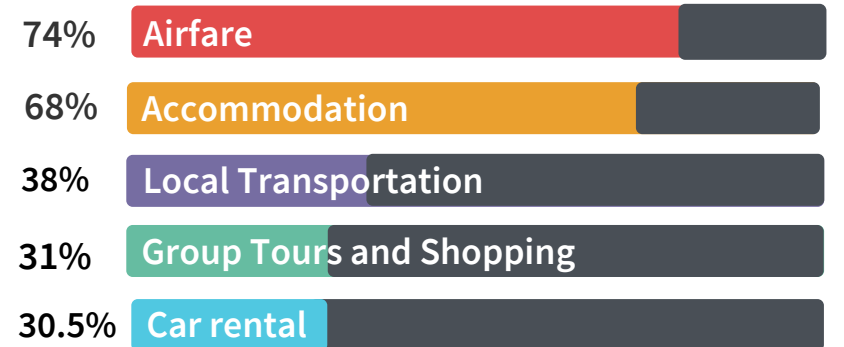 74% Airfare
68% Accommodation
38% Local Transportation
31% Group Tours and Shopping
30.5% Car rental